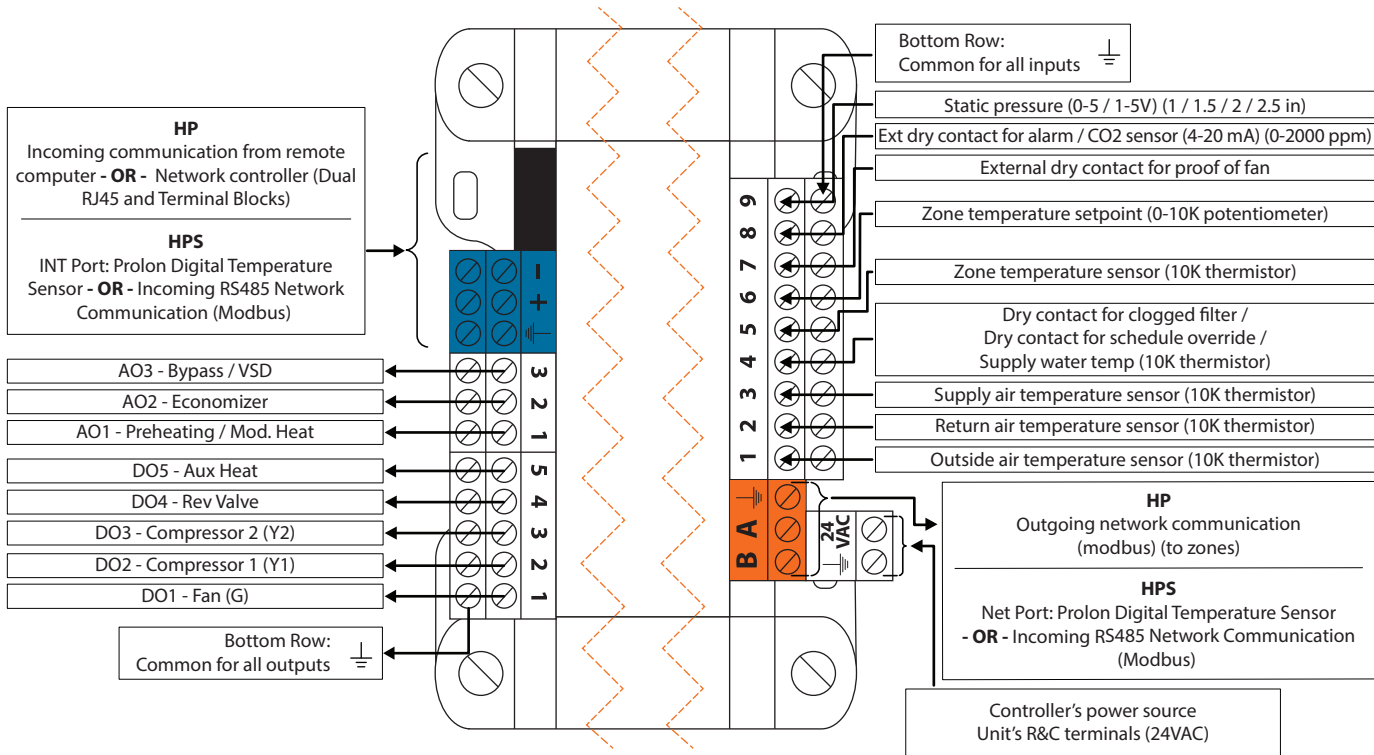 Bottom Row:
Common for all inputs
Static pressure (0-5 / 1-5V) (1 / 1.5 / 2 / 2.5 in)
Ext dry contact for alarm / CO2 sensor (4-20 mA) (0-2000 ppm)
External dry contact for proof of fan
Zone temperature setpoint (0-10K potentiometer)
Zone temperature sensor (10K thermistor)
Dry contact for clogged filter /
Dry contact for schedule override /
Supply water temp (10K thermistor)
Supply air temperature sensor (10K thermistor)
Return air temperature sensor (10K thermistor)
Outside air temperature sensor (10K thermistor)
HP
Incoming communication from remote
computer - OR - Network controller (Dual
RJ45 and Terminal Blocks)
HPS
INT Port: Prolon Digital Temperature
Sensor - OR - Incoming RS485 Network
Communication (Modbus)
AO3 - Bypass / VSD
AO2 - Economizer
AO1 - Preheating / Mod. Heat
DO5 - Aux Heat
DO4 - Rev Valve
DO3 - Compressor 2 (Y2)
DO2 - Compressor 1 (Y1)
DO1 - Fan (G)
Bottom Row:
Common for all outputs
-
+
3
2
1
5
4
3
2
1
9
8
7
6
5
4
3
2
1
B A
24
VAC
HP
Outgoing network communication
(modbus) (to zones)
HPS
Net Port: Prolon Digital Temperature Sensor
- OR - Incoming RS485 Network Communication
(Modbus)
Controller's power source
Unit's R&C terminals (24VAC)